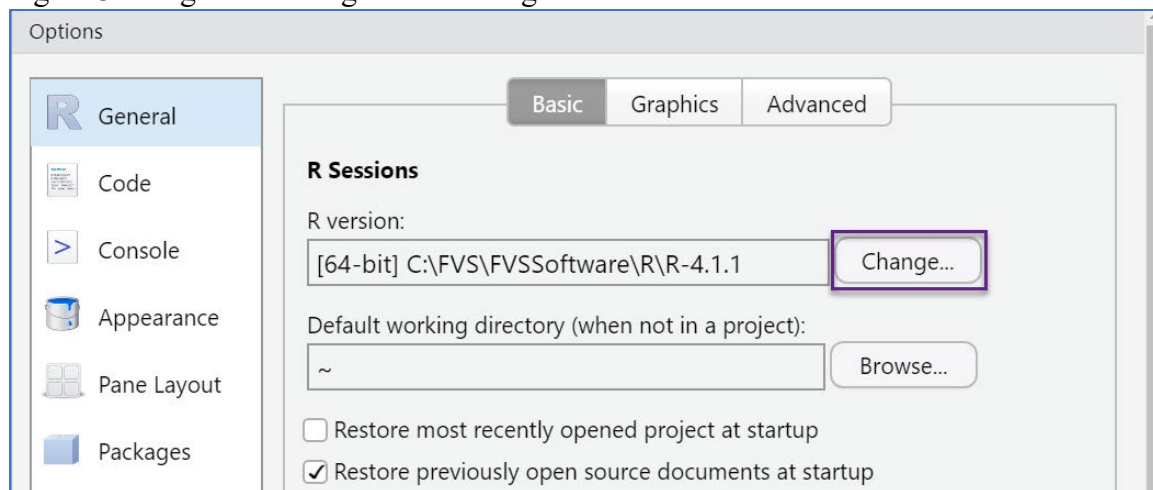 Options
General
Code
Console
Appearance
Pane Layout
Packages
Basic Graphics Advanced
R Sessions
R version:
[64-bit] C:\FVS\FVSSoftware\R\R-4.1.1 Change...
Default working directory (when not in a project):
~ Browse...
Restore most recently opened project at startup
Restore previously open source documents at startup